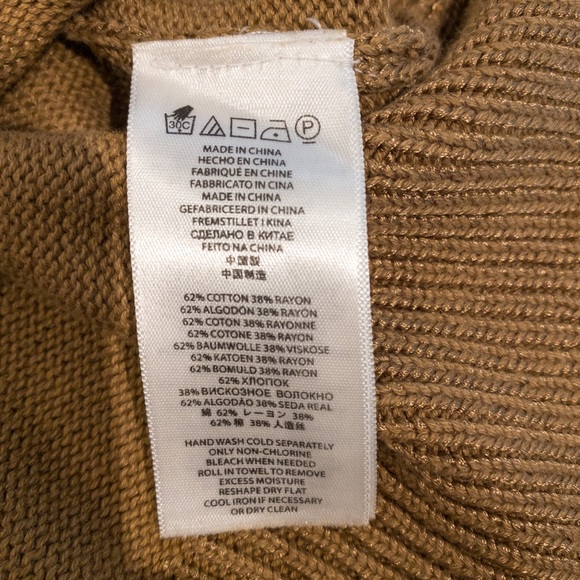 30C P
MADE IN CHINA
HECHO EN CHINA
FABRIQUÉ EN CHINE
FABBRICATO IN CINA
MADE IN CHINA
GEFABRICEERD IN CHINA
FREMSTILLET I KINA
СДЕЛАНО В КИТАЕ
FEITO NA CHINA
中國製
中国制造
62% COTTON 38% RAYON
62% ALGODÓN 38% RAYÓN
62% COTON 38% RAYONNE
62% COTONE 38% RAYON
62% BAUMWOLLE 38% VISKOSE
62% KATOEN 38% RAYON
62% BOMULD 38% RAYON
62% ХЛОПОК
38% ВИСКОЗНОЕ ВОЛОКНО
62% ALGODÃO 38% SEDA REAL
綿 62% レーヨン 38%
62% 棉 38% 人造丝
HAND WASH COLD SEPARATELY
ONLY NON-CHLORINE
BLEACH WHEN NEEDED
ROLL IN TOWEL TO REMOVE
EXCESS MOISTURE
RESHAPE DRY FLAT
COOL IRON IF NECESSARY
OR DRY CLEAN